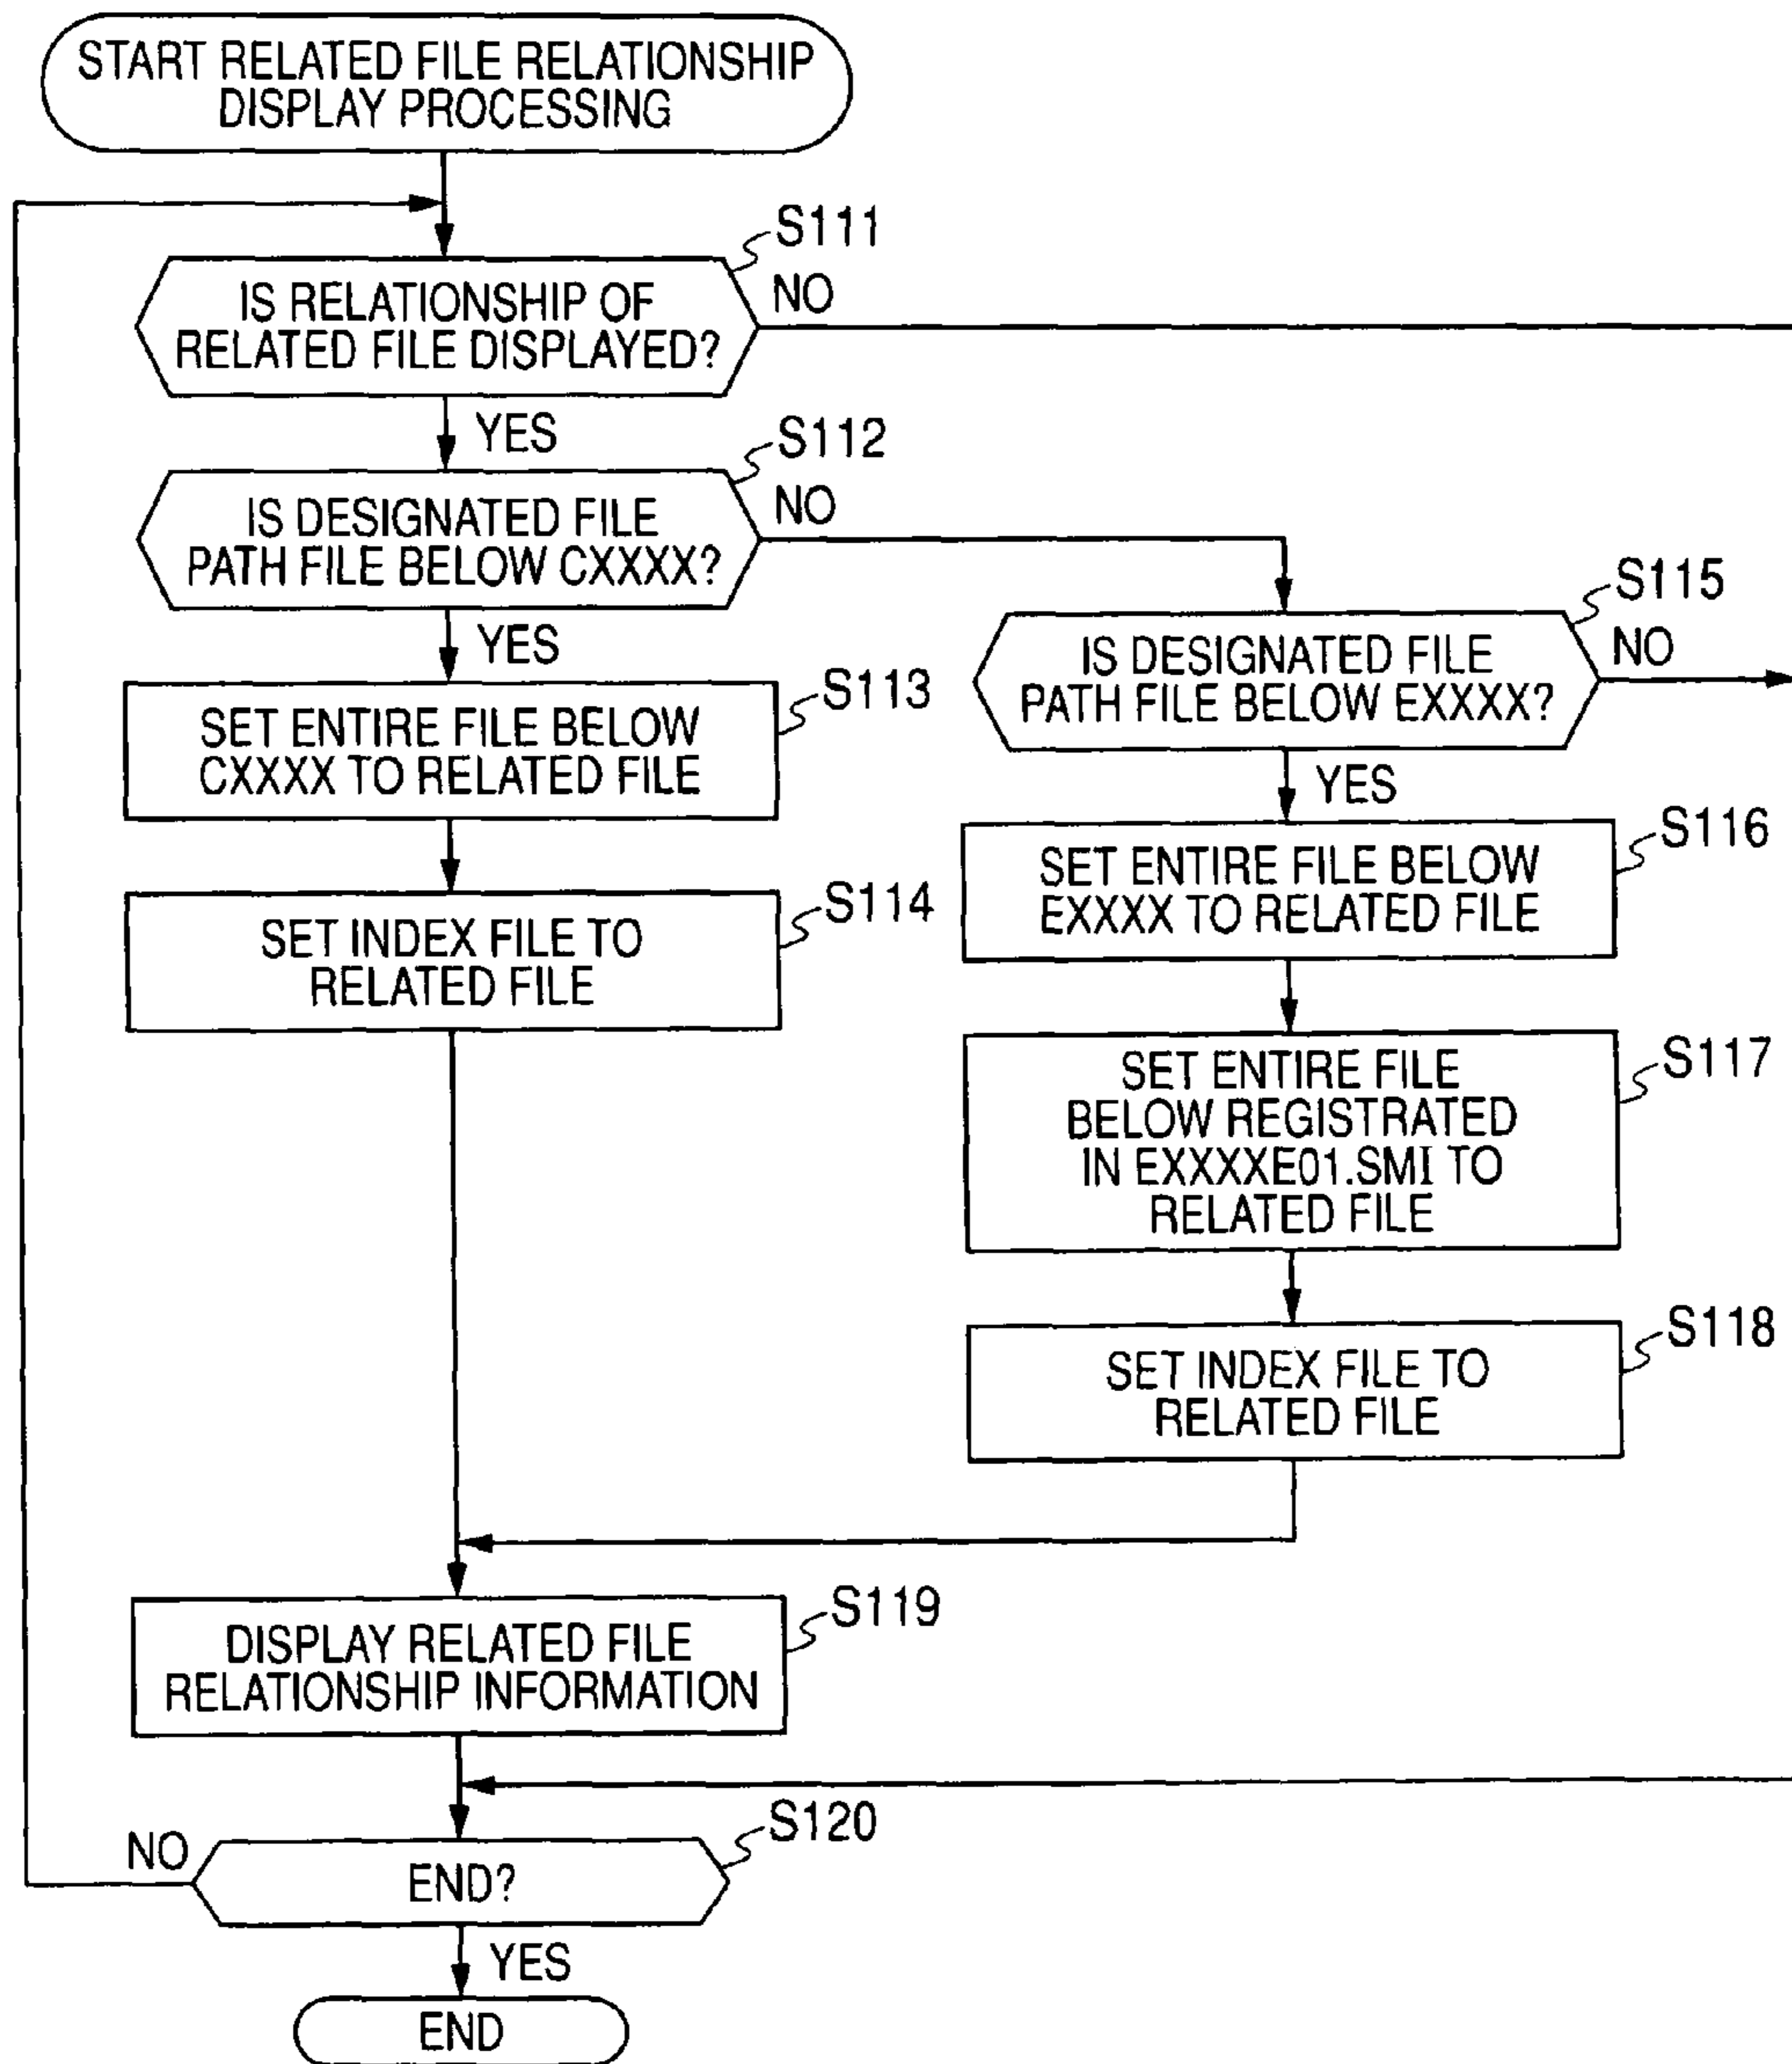 START RELATED FILE RELATIONSHIP
DISPLAY PROCESSING
S111
IS RELATIONSHIP OF
RELATED FILE DISPLAYED?
NO
YES
S112
IS DESIGNATED FILE
PATH FILE BELOW CXXXX?
NO
YES
S113
SET ENTIRE FILE BELOW
CXXXX TO RELATED FILE
S114
SET INDEX FILE TO
RELATED FILE
S115
IS DESIGNATED FILE
PATH FILE BELOW EXXXX?
NO
YES
S116
SET ENTIRE FILE BELOW
EXXXX TO RELATED FILE
S117
SET ENTIRE FILE
BELOW REGISTRATED
IN EXXXXE01.SMI TO
RELATED FILE
S118
SET INDEX FILE TO
RELATED FILE
S119
DISPLAY RELATED FILE
RELATIONSHIP INFORMATION
S120
NO
END?
YES
END